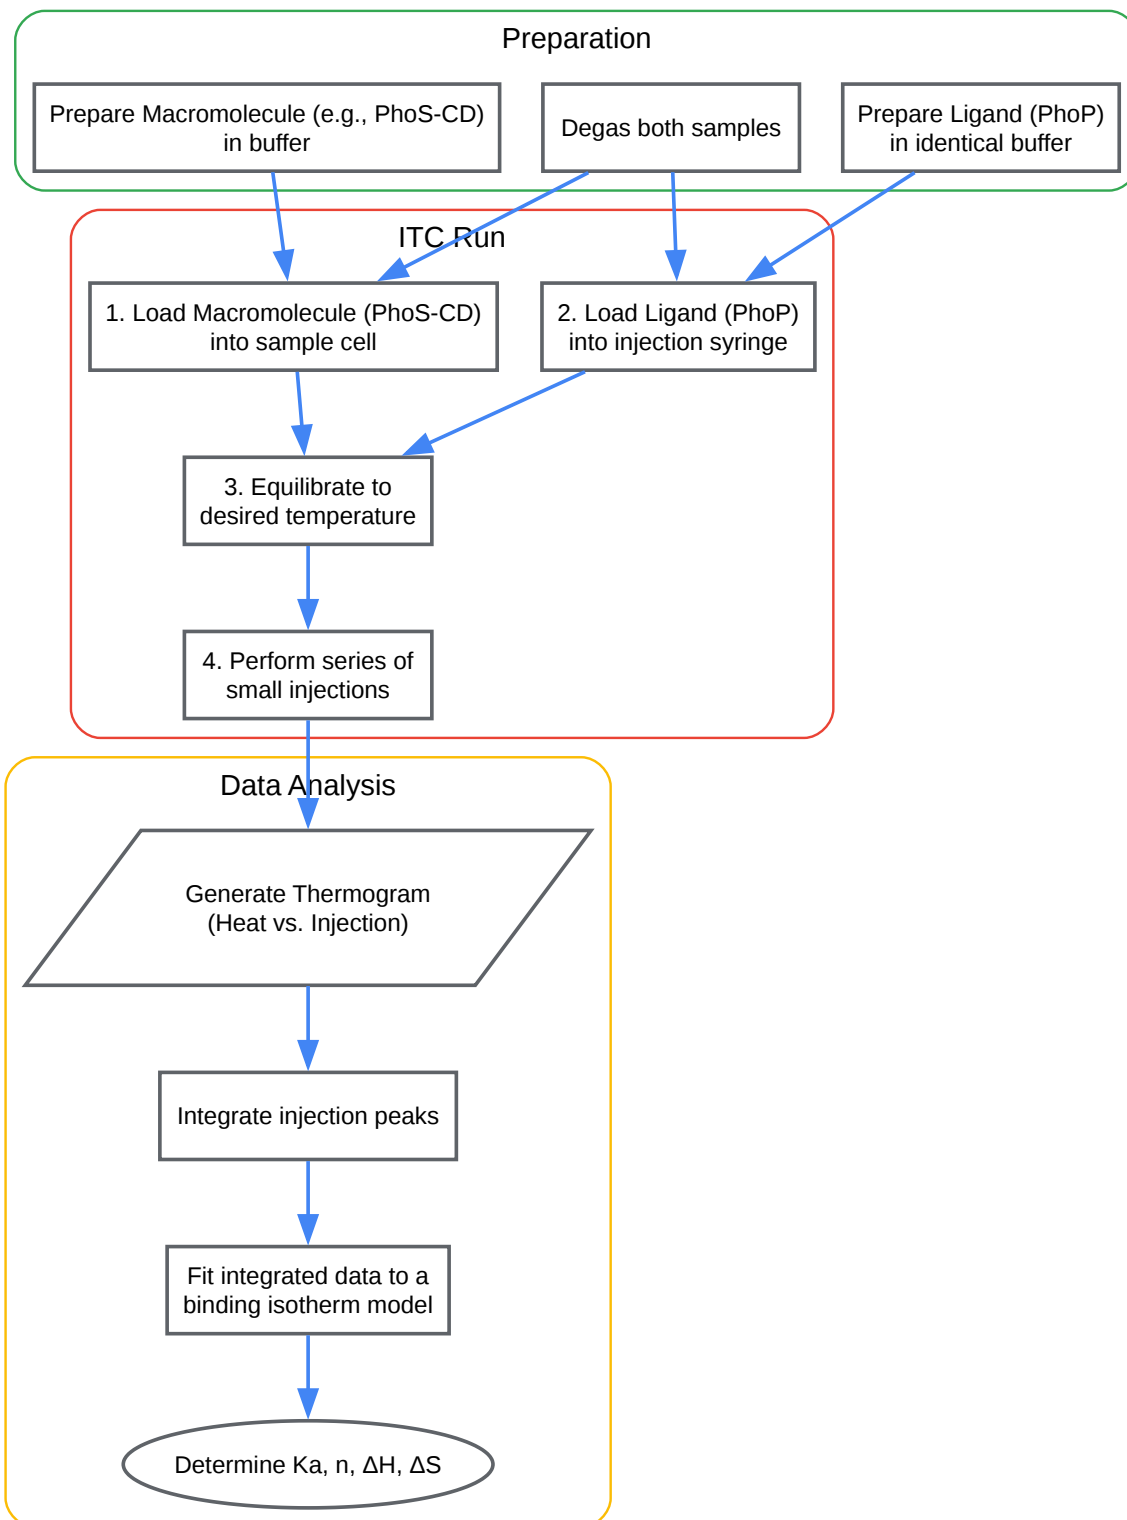 Preparation
Prepare Macromolecule (e.g., PhoS-CD)
in buffer
Degas both samples
Prepare Ligand (PhoP)
in identical buffer
ITC Run
1. Load Macromolecule (PhoS-CD)
into sample cell
2. Load Ligand (PhoP)
into injection syringe
3. Equilibrate to
desired temperature
4. Perform series of
small injections
Data Analysis
Generate Thermogram
(Heat vs. Injection)
Integrate injection peaks
Fit integrated data to a
binding isotherm model
Determine Ka, n, ΔH, ΔS